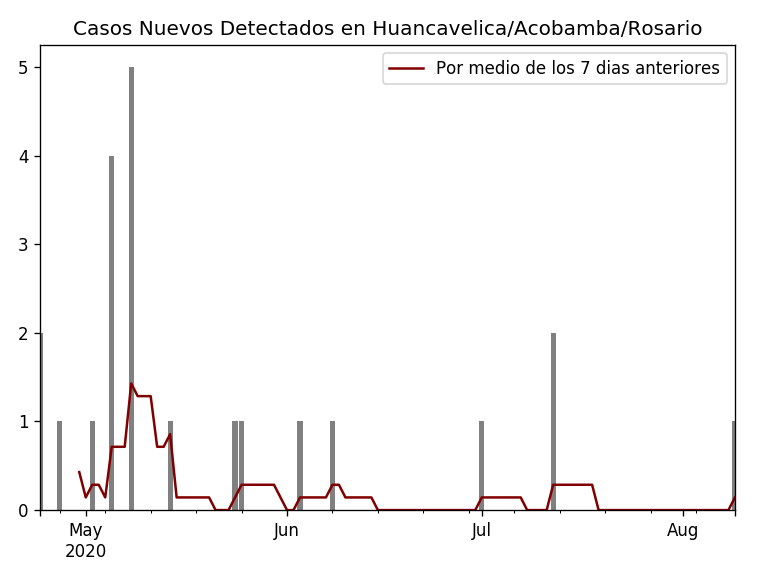 Casos Nuevos Detectados en Huancavelica/Acobamba/Rosario
Por medio de los 7 dias anteriores
5
4
3
2
1
0
May
2020
Jun
Jul
Aug